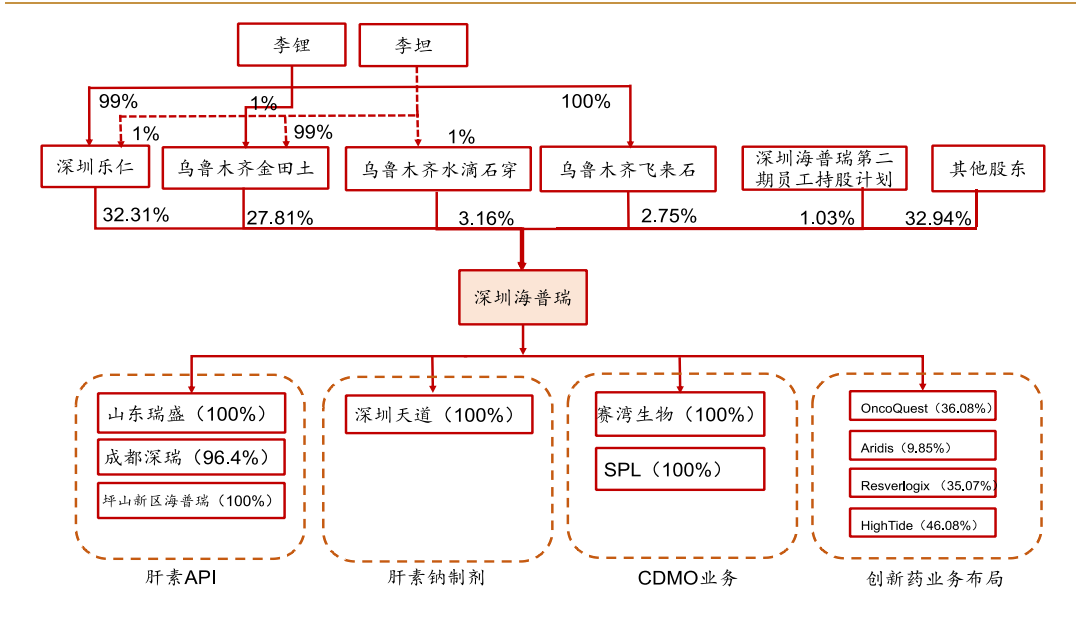 李锂
李坦
99%
1%
100%
1%
99%
1%
深圳乐仁
乌鲁木齐金田土
乌鲁木齐水滴石穿
乌鲁木齐飞来石
深圳海普瑞第二
期员工持股计划
其他股东
32.31%
27.81%
3.16%
2.75%
1.03%
32.94%
深圳海普瑞
山东瑞盛（100%）
成都深瑞（96.4%）
坪山新区海普瑞（100%）
深圳天道（100%）
赛湾生物（100%）
SPL（100%）
OncoQuest（36.08%）
Aridis（9.85%）
Resverlogix （35.07%）
HighTide（46.08%）
肝素API
肝素钠制剂
CDMO业务
创新药业务布局